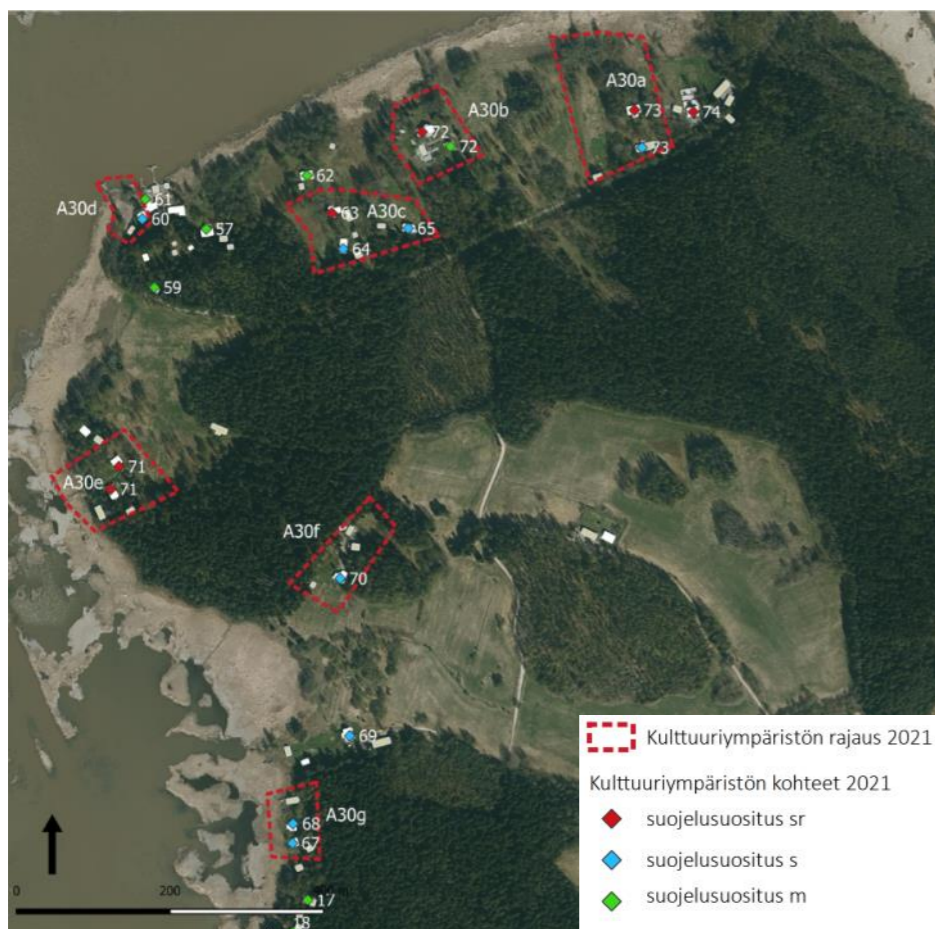 A30a
A30b
73
74
72
72
73
62
A30d
61
A30c
63
60
65
57
64
59
71
A30e
71
A30f
70
69
A30g
68
67
17
18
0
200
Kulttuuriympäristön rajaus 2021
Kulttuuriympäristön kohteet 2021
suojelusuositus sr
suojelusuositus s
suojelusuositus m